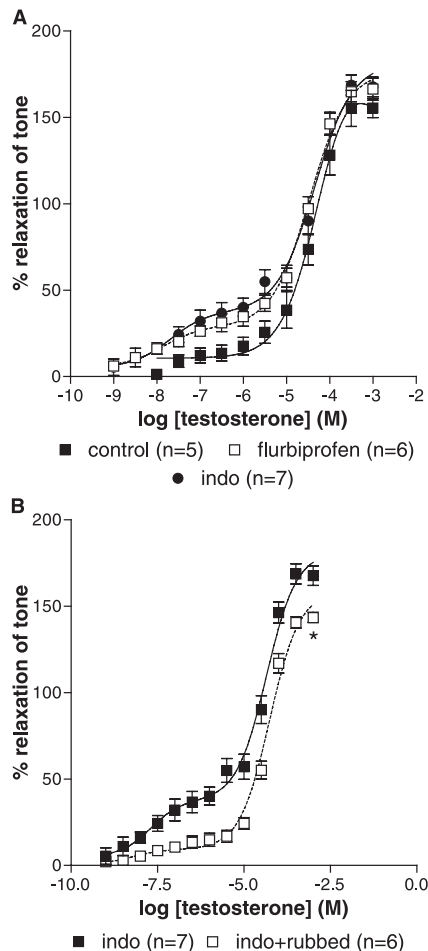 A
200
150
100
50
0
% relaxation of tone
-10 -9 -8 -7 -6 -5 -4 -3 -2
log [testosterone] (M)
control (n=5) flurbiprofen (n=6)
indo (n=7)
B
200
150
100
50
0
% relaxation of tone
*
-10.0 -7.5 -5.0 -2.5 0.0
log [testosterone] (M)
indo (n=7) indo+rubbed (n=6)